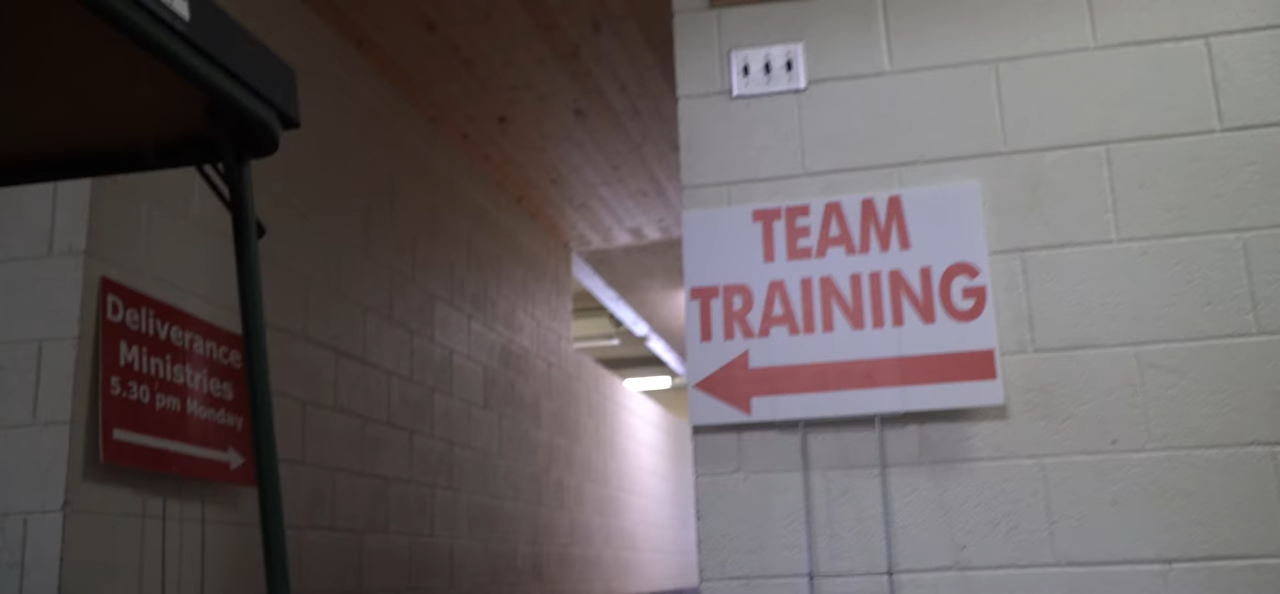 Deliverance
Ministries
5.30 pm Monday
TEAM
TRAINING